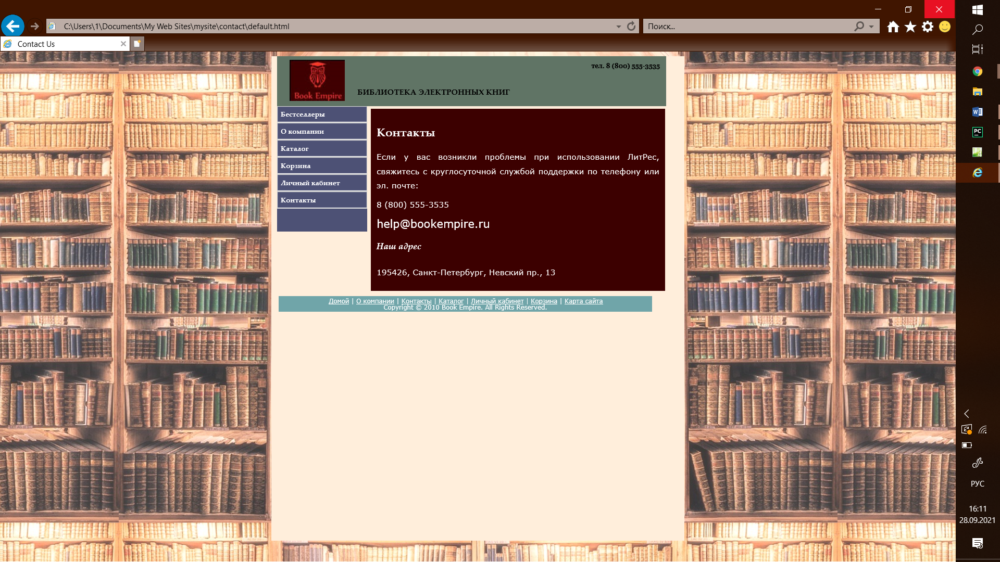 C:\Users\1\Documents\My Web Sites\mysite\contact\default.html
Поиск...
Contact Us
Book Empire
тел. 8 (800) 555-3535
БИБЛИОТЕКА ЭЛЕКТРОННЫХ КНИГ
Бестселлеры
О компании
Каталог
Корзина
Личный кабинет
Контакты
Контакты
Если у вас возникли проблемы при использовании ЛитРес,
свяжитесь с круглосуточной службой поддержки по телефону или
эл. почте:
8 (800) 555-3535
help@bookempire.ru
Наш адрес
195426, Санкт-Петербург, Невский пр., 13
Домой | О компании | Контакты | Каталог | Личный кабинет | Корзина | Карта сайта
Copyright © 2010 Book Empire. All Rights Reserved.
PC
РУС
16:11
28.09.2021